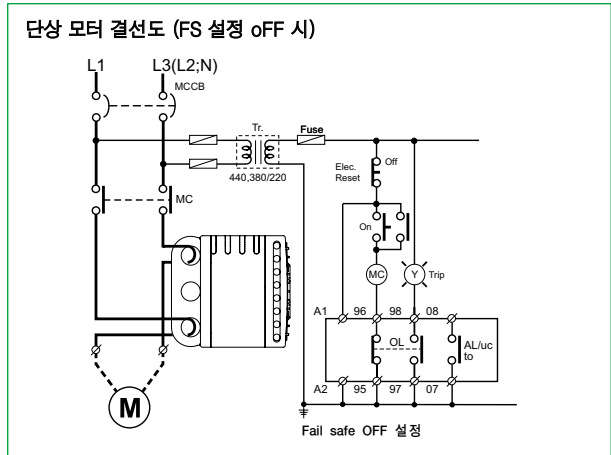 단상 모터 결선도 (FS 설정 oFF 시)
L1
L3(L2;N)
MCCB
Tr.
Fuse
440,380/220
Elec.
Reset
Off
MC
On
MC
Y
Trip
A1
96
98
08
OL
AL/uc
to
A2
95
97
07
M
Fail safe OFF 설정